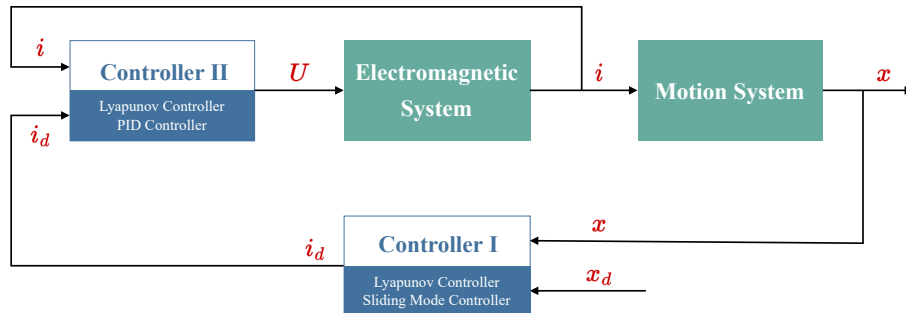 i
Controller II
Lyapunov Controller
PID Controller
i_d
U
Electromagnetic
System
i
Motion System
x
x
i_d
Controller I
Lyapunov Controller
Sliding Mode Controller
x_d